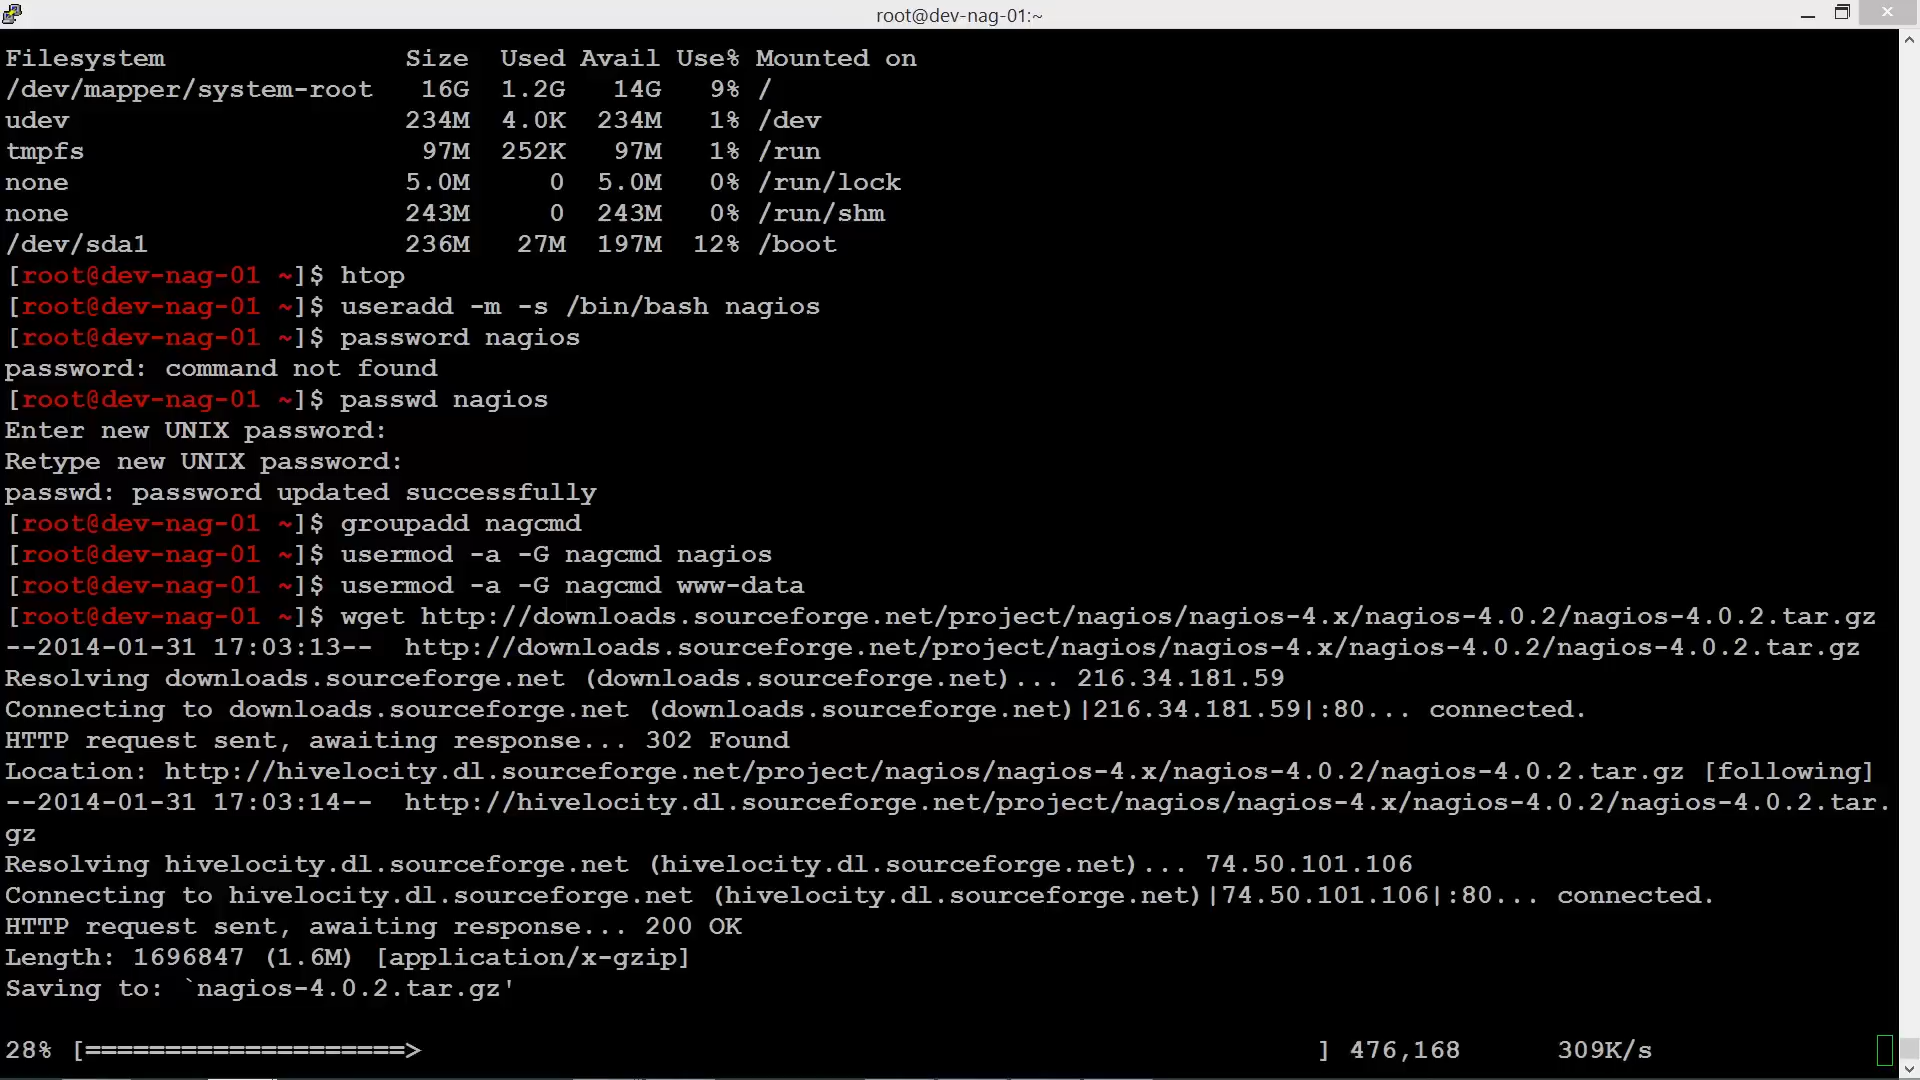 root@dev-nag-01:~
Filesystem Size Used Avail Use% Mounted on
/dev/mapper/system-root 16G 1.2G 14G 9% /
udev 234M 4.0K 234M 1% /dev
tmpfs 97M 252K 97M 1% /run
none 5.0M 0 5.0M 0% /run/lock
none 243M 0 243M 0% /run/shm
/dev/sda1 236M 27M 197M 12% /boot
[root@dev-nag-01 ~]$ htop
[root@dev-nag-01 ~]$ useradd -m -s /bin/bash nagios
[root@dev-nag-01 ~]$ password nagios
password: command not found
[root@dev-nag-01 ~]$ passwd nagios
Enter new UNIX password:
Retype new UNIX password:
passwd: password updated successfully
[root@dev-nag-01 ~]$ groupadd nagcmd
[root@dev-nag-01 ~]$ usermod -a -G nagcmd nagios
[root@dev-nag-01 ~]$ usermod -a -G nagcmd www-data
[root@dev-nag-01 ~]$ wget http://downloads.sourceforge.net/project/nagios/nagios-4.x/nagios-4.0.2/nagios-4.0.2.tar.gz
--2014-01-31 17:03:13-- http://downloads.sourceforge.net/project/nagios/nagios-4.x/nagios-4.0.2/nagios-4.0.2.tar.gz
Resolving downloads.sourceforge.net (downloads.sourceforge.net)... 216.34.181.59
Connecting to downloads.sourceforge.net (downloads.sourceforge.net)|216.34.181.59|:80... connected.
HTTP request sent, awaiting response... 302 Found
Location: http://hivelocity.dl.sourceforge.net/project/nagios/nagios-4.x/nagios-4.0.2/nagios-4.0.2.tar.gz [following]
--2014-01-31 17:03:14-- http://hivelocity.dl.sourceforge.net/project/nagios/nagios-4.x/nagios-4.0.2/nagios-4.0.2.tar.
gz
Resolving hivelocity.dl.sourceforge.net (hivelocity.dl.sourceforge.net)... 74.50.101.106
Connecting to hivelocity.dl.sourceforge.net (hivelocity.dl.sourceforge.net)|74.50.101.106|:80... connected.
HTTP request sent, awaiting response... 200 OK
Length: 1696847 (1.6M) [application/x-gzip]
Saving to: `nagios-4.0.2.tar.gz'
28% [====================> ] 476,168 309K/s